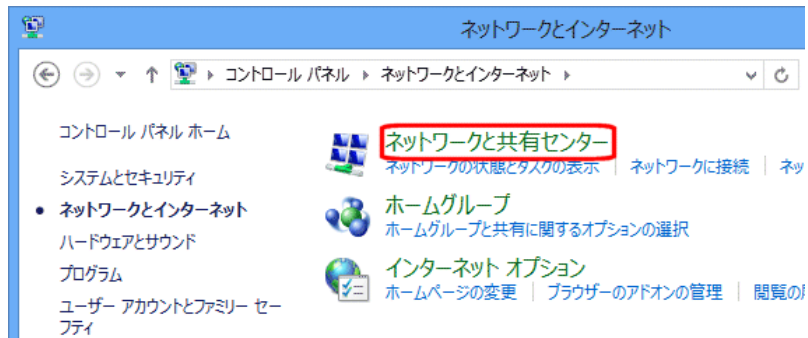 ネットワークとインターネット
コントロール パネル ネットワークとインターネット
コントロール パネル ホーム
システムとセキュリティ
ネットワークとインターネット
ハードウェアとサウンド
プログラム
ユーザー アカウントとファミリー セー
フティ
ネットワークと共有センター
ネットワークの状態とタスクの表示 ネットワークに接続 ネッ
ホームグループ
ホームグループと共有に関するオプションの選択
インターネット オプション
ホームページの変更 ブラウザーのアドオンの管理 閲覧の